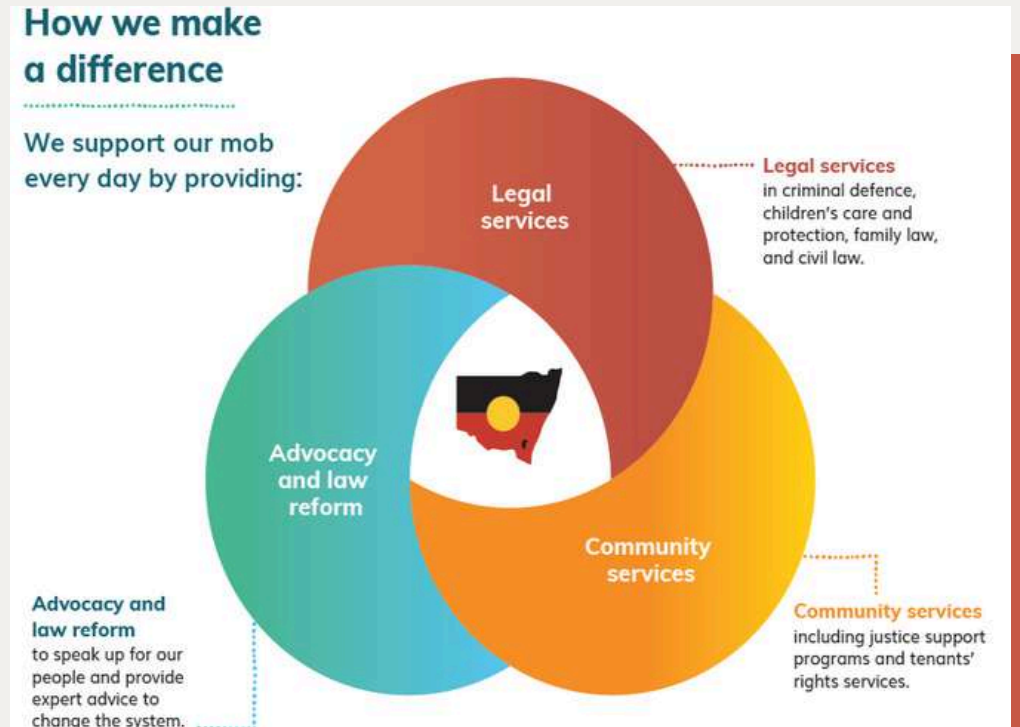 How we make
a difference
We support our mob
every day by providing:
Legal
services
Legal services
in criminal defence,
children's care and
protection, family law,
and civil law.
Advocacy
and law
reform
Community
services
Advocacy and
law reform
to speak up for our
people and provide
expert advice to
change the system.
Community services
including justice support
programs and tenants'
rights services.